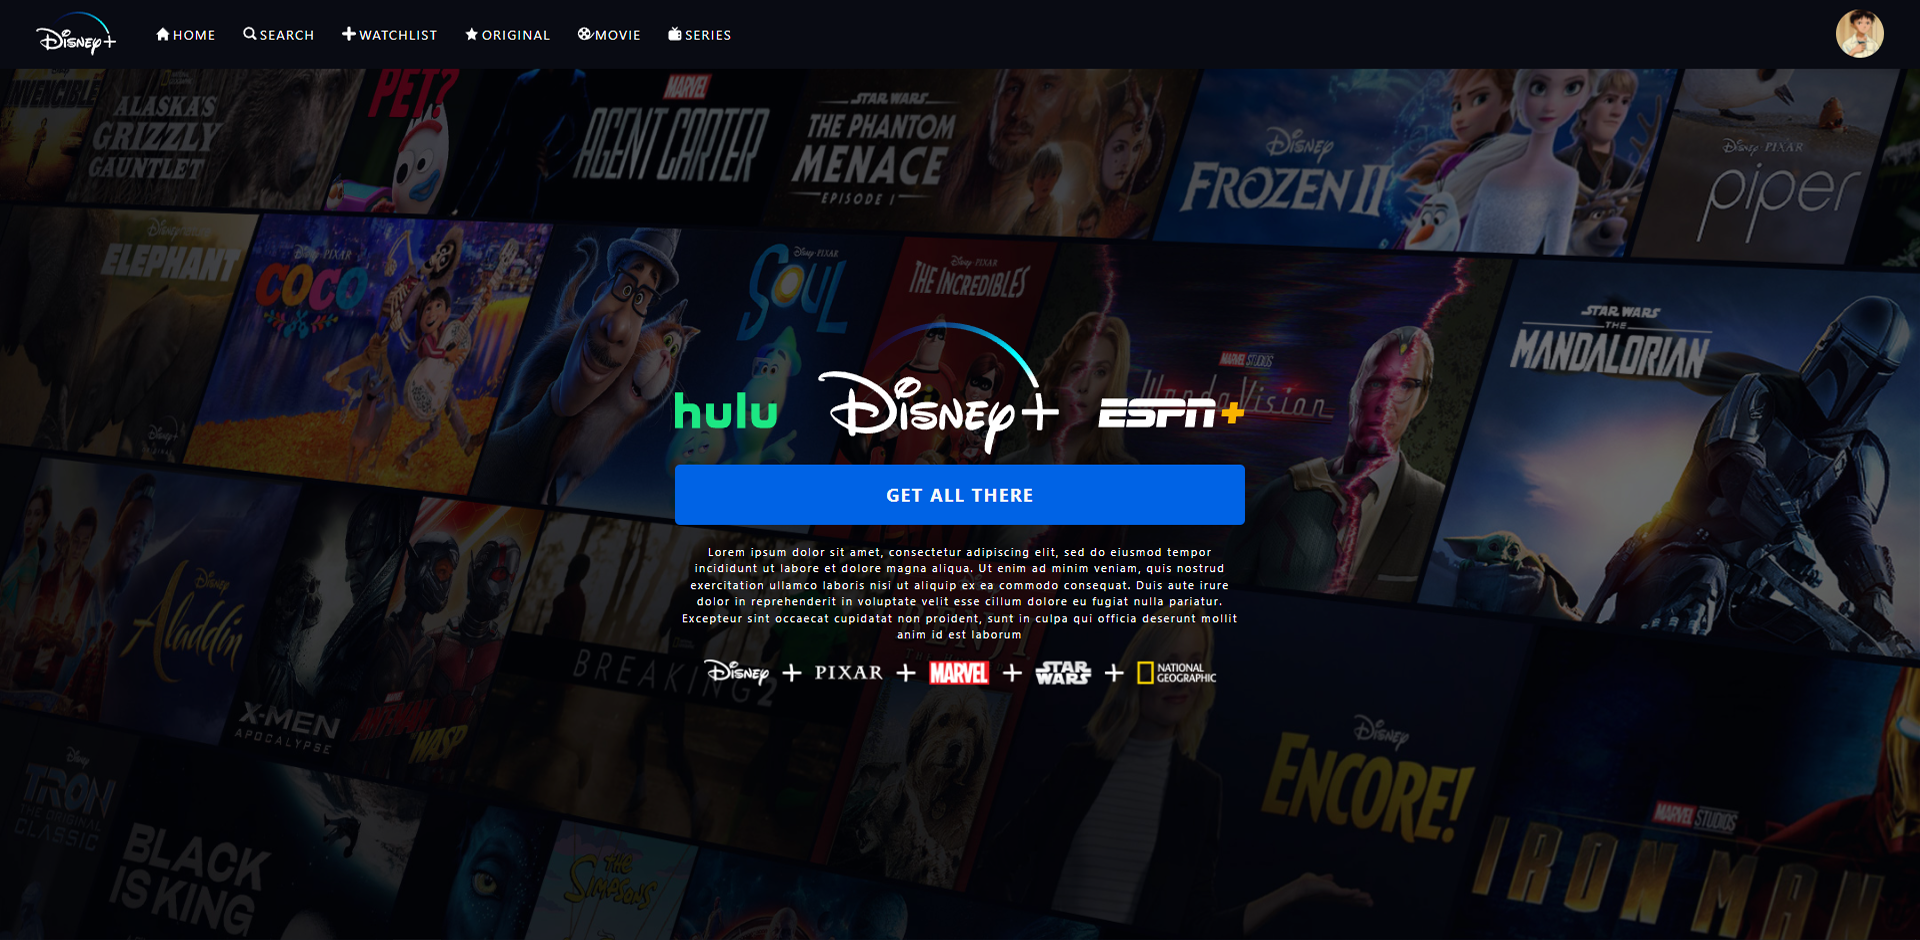 Disney+
HOME
SEARCH
WATCHLIST
ORIGINAL
MOVIE
SERIES
INVINCIBLE
ALASKA'S
GRIZZLY
GAUNTLET
PET?
MARVEL
AGENT CARTER
STAR WARS
THE PHANTOM
MENACE
EPISODE I
Disney
FROZEN II
Disney · PIXAR
piper
ELEPHANT
Disney · PIXAR
COCO
Disney · PIXAR
SOUL
Disney · PIXAR
THE INCREDIBLES
MARVEL STUDIOS
WandaVision
STAR WARS
THE
MANDALORIAN
hulu
Disney+
ESPN+
GET ALL THERE
Lorem ipsum dolor sit amet, consectetur adipiscing elit, sed do eiusmod tempor
incididunt ut labore et dolore magna aliqua. Ut enim ad minim veniam, quis nostrud
exercitation ullamco laboris nisi ut aliquip ex ea commodo consequat. Duis aute irure
dolor in reprehenderit in voluptate velit esse cillum dolore eu fugiat nulla pariatur.
Excepteur sint occaecat cupidatat non proident, sunt in culpa qui officia deserunt mollit
anim id est laborum
Disney + PIXAR + MARVEL + STAR WARS + NATIONAL GEOGRAPHIC
Disney
Aladdin
X-MEN
APOCALYPSE
ANT-MAN
WASP
BREAKING 2
Disney
ENCORE!
Disney
TRON
THE ORIGINAL
CLASSIC
BLACK
IS KING
THE
SIMPSONS
MARVEL STUDIOS
IRON MAN